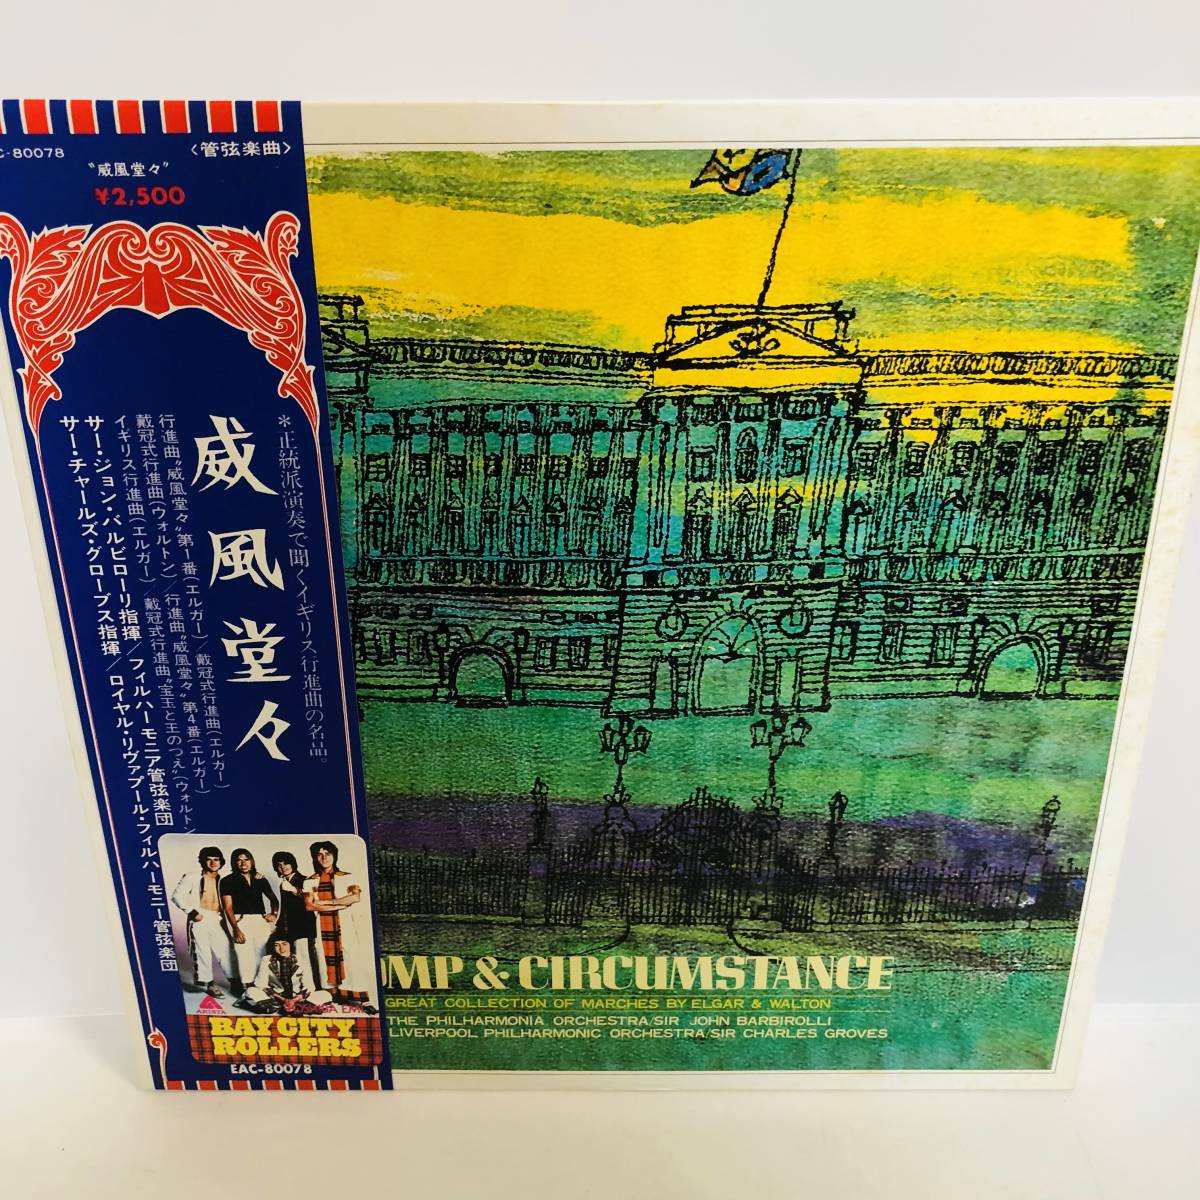 C-80078
〈管弦楽曲〉
“威風堂々”
¥2,500
*正統派演奏で聞くイギリス行進曲の名品。
威風堂々
行進曲“威風堂々”第1番(エルガー)/戴冠式行進曲(エルガー)
戴冠式行進曲(ウォルトン)/行進曲“威風堂々”第4番(エルガー)
イギリス行進曲(エルガー)/戴冠式行進曲“宝玉と王のつえ”(ウォルトン
サー・ジョン・バルビローリ指揮/フィルハーモニア管弦楽団
サー・チャールズ・グローブス指揮/ロイヤル・リヴァプール・フィルハーモニー管弦楽団
ARISTA
EMI
BAY CITY
ROLLERS
EAC-80078
OMP & CIRCUMSTANCE
GREAT COLLECTION OF MARCHES BY ELGAR & WALTON
THE PHILHARMONIA ORCHESTRA/SIR JOHN BARBIROLLI
LIVERPOOL PHILHARMONIC ORCHESTRA/SIR CHARLES GROVES